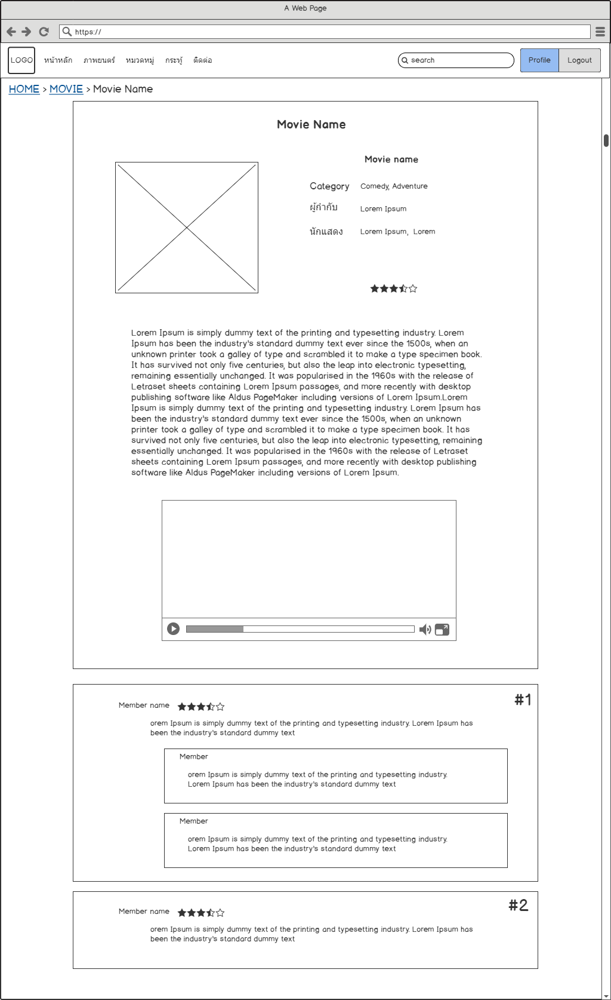 A Web Page
https://
LOGO หน้าหลัก ภาพยนตร์ หมวดหมู่ กระทู้ ติดต่อ search Profile Logout
HOME > MOVIE > Movie Name
Movie Name
Movie name
Category Comedy, Adventure
ผู้กำกับ Lorem Ipsum
นักแสดง Lorem Ipsum, Lorem
Lorem Ipsum is simply dummy text of the printing and typesetting industry. Lorem
Ipsum has been the industry's standard dummy text ever since the 1500s, when an
unknown printer took a galley of type and scrambled it to make a type specimen book.
It has survived not only five centuries, but also the leap into electronic typesetting,
remaining essentially unchanged. It was popularised in the 1960s with the release of
Letraset sheets containing Lorem Ipsum passages, and more recently with desktop
publishing software like Aldus PageMaker including versions of Lorem Ipsum.Lorem
Ipsum is simply dummy text of the printing and typesetting industry. Lorem Ipsum has
been the industry's standard dummy text ever since the 1500s, when an unknown
printer took a galley of type and scrambled it to make a type specimen book. It has
survived not only five centuries, but also the leap into electronic typesetting, remaining
essentially unchanged. It was popularised in the 1960s with the release of Letraset
sheets containing Lorem Ipsum passages, and more recently with desktop publishing
software like Aldus PageMaker including versions of Lorem Ipsum.
#1
Member name
orem Ipsum is simply dummy text of the printing and typesetting industry. Lorem Ipsum has
been the industry's standard dummy text
Member
orem Ipsum is simply dummy text of the printing and typesetting industry.
Lorem Ipsum has been the industry's standard dummy text
Member
orem Ipsum is simply dummy text of the printing and typesetting industry.
Lorem Ipsum has been the industry's standard dummy text
#2
Member name
orem Ipsum is simply dummy text of the printing and typesetting industry. Lorem Ipsum has
been the industry's standard dummy text